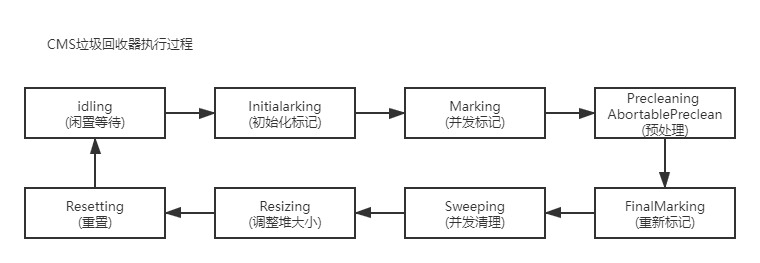 CMS垃圾回收器执行过程
idling
(闲置等待)
Initialarking
(初始化标记)
Marking
(并发标记)
Precleaning
AbortablePreclean
(预处理)
Resetting
(重置)
Resizing
(调整堆大小)
Sweeping
(并发清理)
FinalMarking
(重新标记)